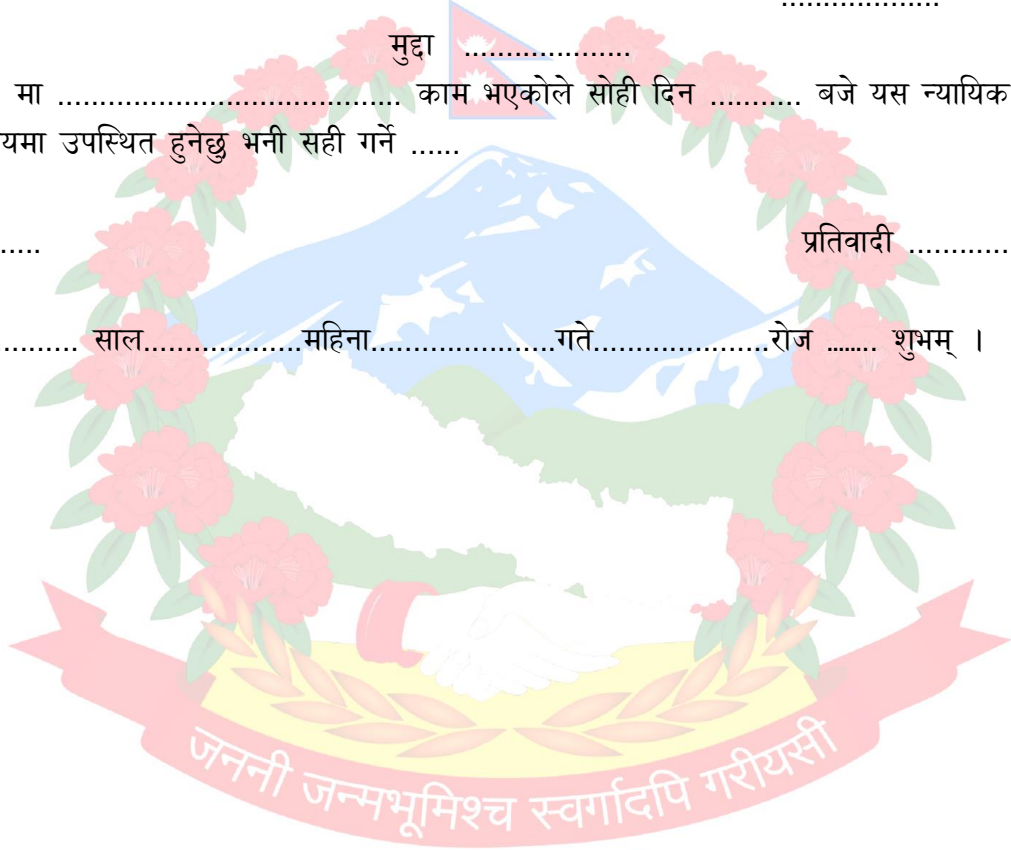 ...................
मुद्दा ....................
मा ......................................... काम भएकोले सोही दिन ........... बजे यस न्यायिक
यमा उपस्थित हुनेछु भनी सही गर्ने ......
..... प्रतिवादी ............
......... साल...................महिना......................गते.....................रोज ........ शुभम् ।
जननी जन्मभूमिश्च स्वर्गादपि गरीयसी